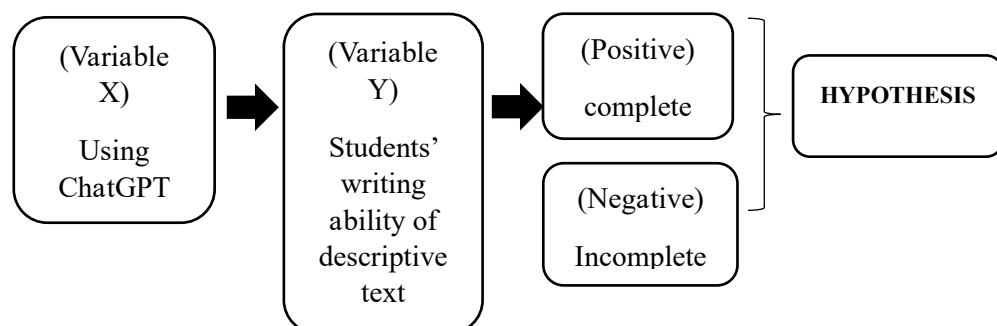 (Variable
X)
Using
ChatGPT
(Variable
Y)
Students’
writing
ability of
descriptive
text
(Positive)
complete
(Negative)
Incomplete
HYPOTHESIS